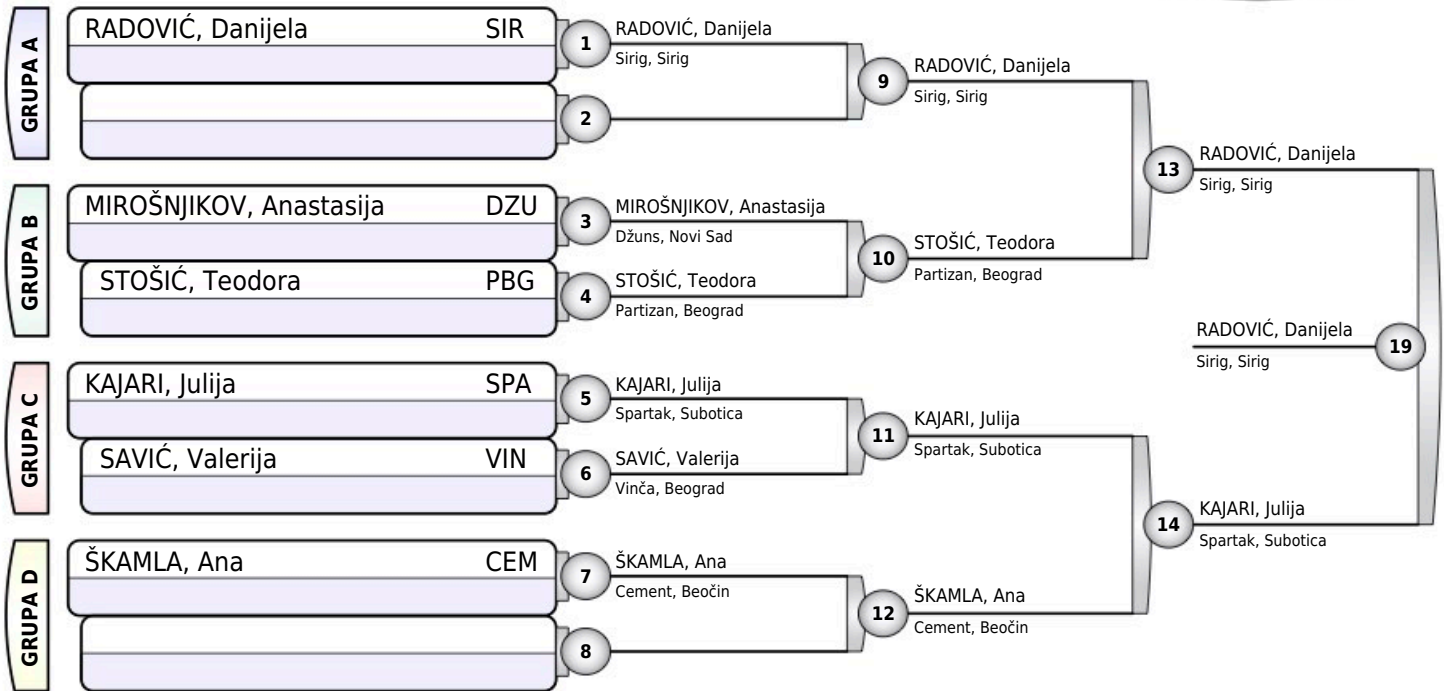 GRUPA A
RADOVIĆ, Danijela SIR
1
RADOVIĆ, Danijela
Sirig, Sirig
2
9
RADOVIĆ, Danijela
Sirig, Sirig
GRUPA B
MIROŠNJIKOV, Anastasija DZU
3
MIROŠNJIKOV, Anastasija
Džuns, Novi Sad
STOŠIĆ, Teodora PBG
4
STOŠIĆ, Teodora
Partizan, Beograd
10
STOŠIĆ, Teodora
Partizan, Beograd
13
RADOVIĆ, Danijela
Sirig, Sirig
GRUPA C
KAJARI, Julija SPA
5
KAJARI, Julija
Spartak, Subotica
SAVIĆ, Valerija VIN
6
SAVIĆ, Valerija
Vinča, Beograd
11
KAJARI, Julija
Spartak, Subotica
GRUPA D
ŠKAMLA, Ana CEM
7
ŠKAMLA, Ana
Cement, Beočin
8
12
ŠKAMLA, Ana
Cement, Beočin
14
KAJARI, Julija
Spartak, Subotica
RADOVIĆ, Danijela
Sirig, Sirig
19